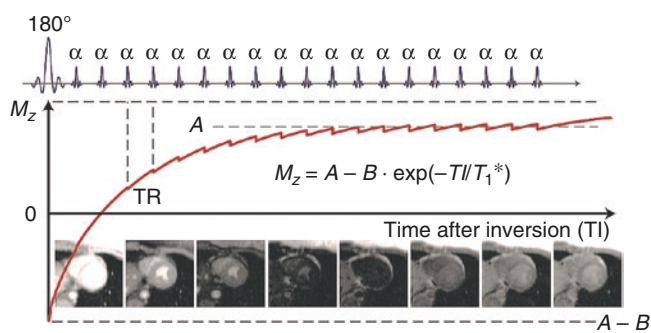 180°
α α α α α α α α α α α α α α α α α α α
M_z
A
TR
M_z = A – B · exp(–TI/T_1*)
0
Time after inversion (TI)
A – B